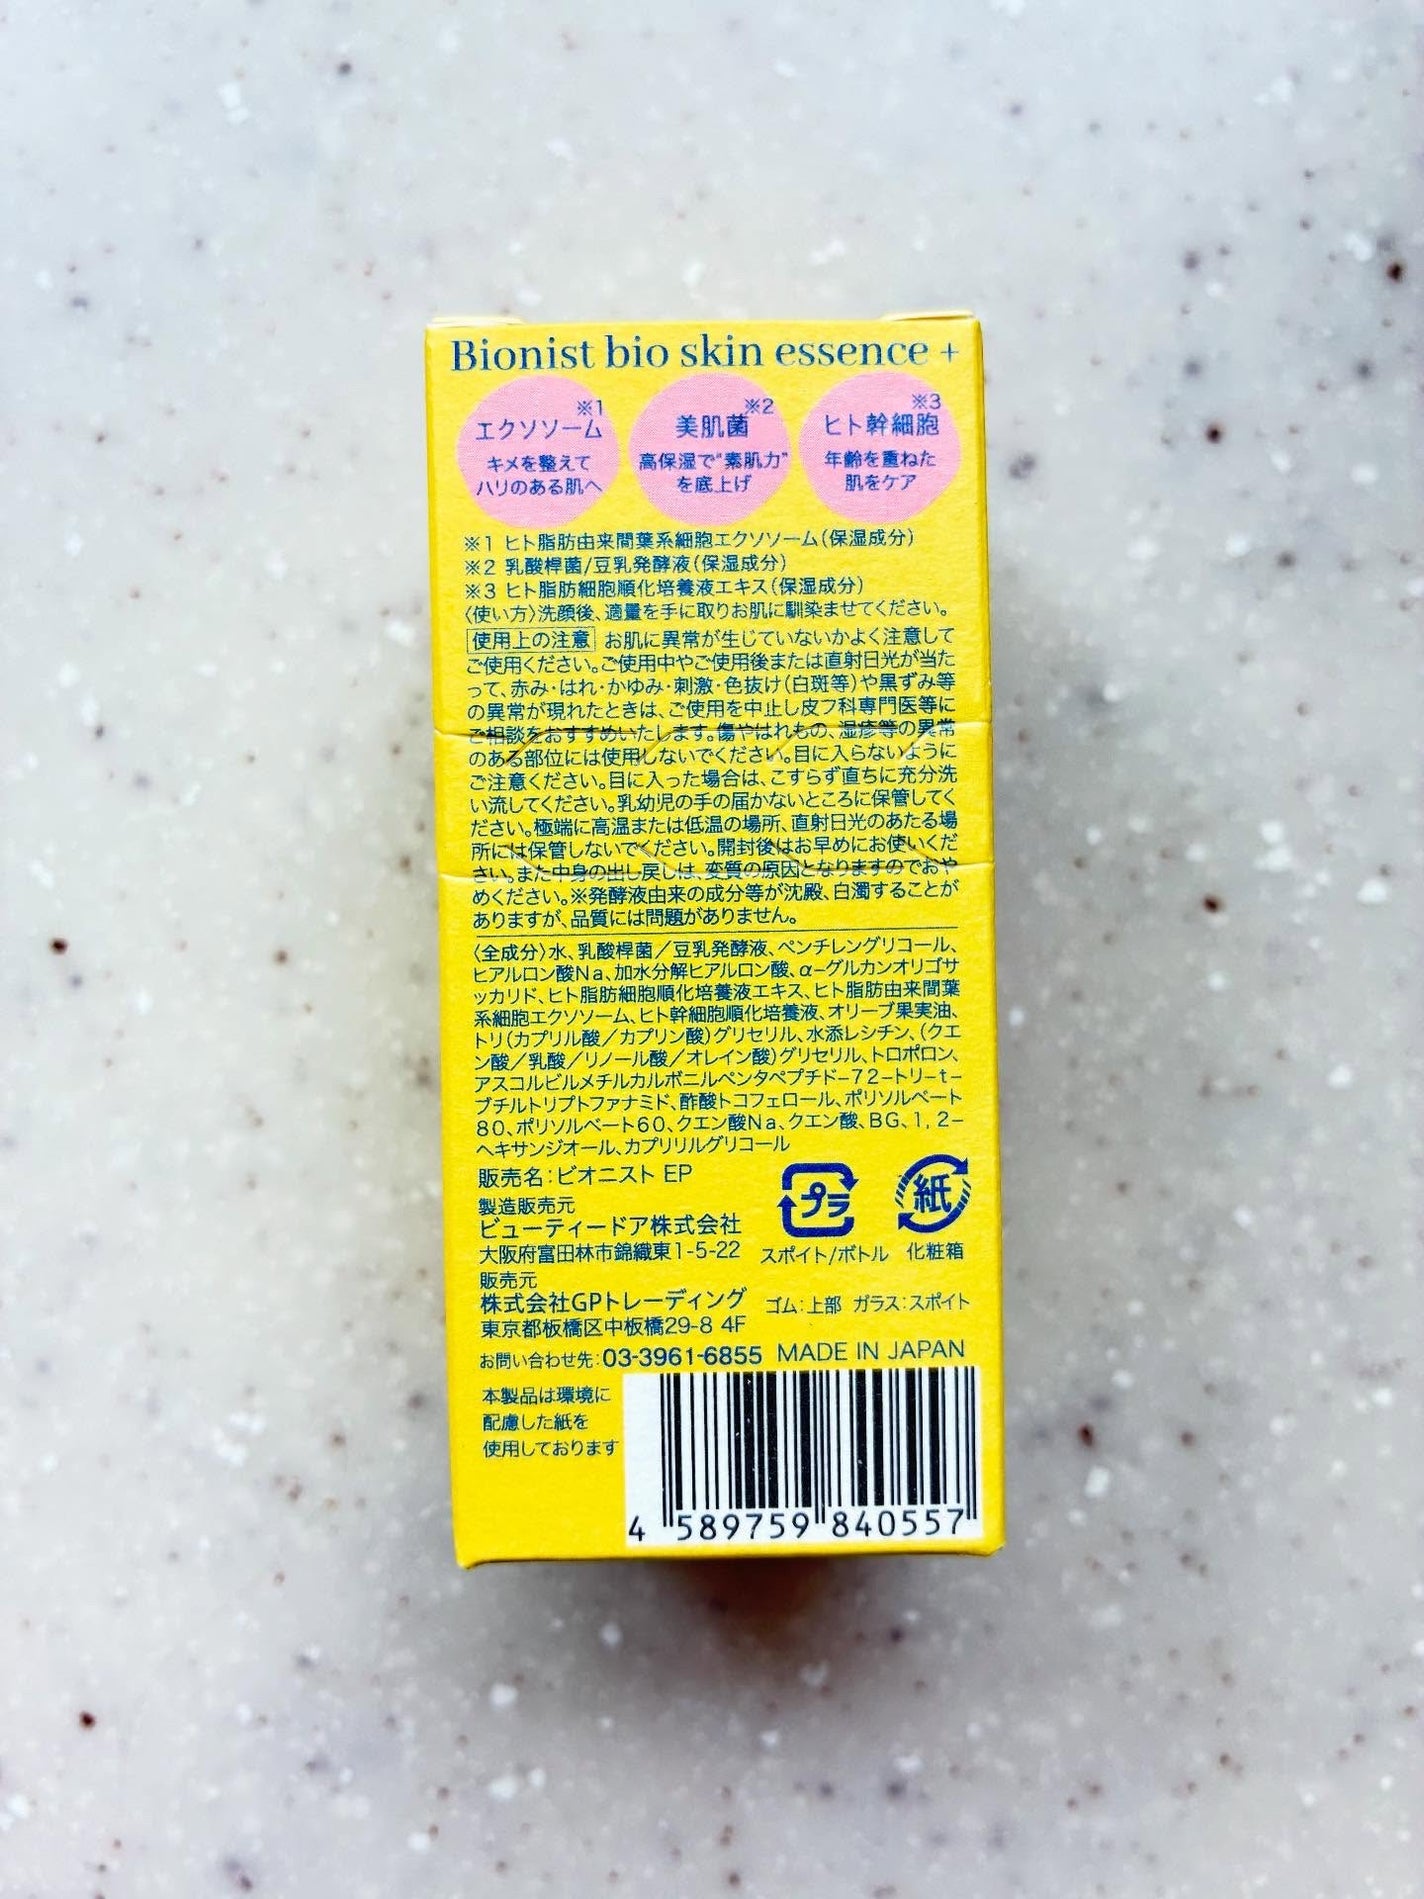 Bionist bio skin essence +
※1
エクソソーム
キメを整えて
ハリのある肌へ
※2
美肌菌
高保湿で"素肌力"
を底上げ
※3
ヒト幹細胞
年齢を重ねた
肌をケア
※1 ヒト脂肪由来間葉系細胞エクソソーム(保湿成分)
※2 乳酸桿菌/豆乳発酵液(保湿成分)
※3 ヒト脂肪細胞順化培養液エキス(保湿成分)
〈使い方〉洗顔後、適量を手に取りお肌に馴染ませてください。
使用上の注意 お肌に異常が生じていないかよく注意して
ご使用ください。ご使用中やご使用後または直射日光が当た
って、赤み・はれ・かゆみ・刺激・色抜け(白斑等)や黒ずみ等
の異常が現れたときは、ご使用を中止し皮フ科専門医等に
ご相談をおすすめいたします。傷やはれもの、湿疹等の異常
のある部位には使用しないでください。目に入らないように
ご注意ください。目に入った場合は、こすらず直ちに充分洗
い流してください。乳幼児の手の届かないところに保管してく
ださい。極端に高温または低温の場所、直射日光のあたる場
所には保管しないでください。開封後はお早めにお使いくだ
さい。また中身の出し戻しは、変質の原因となりますのでおや
めください。※発酵液由来の成分等が沈殿、白濁することが
ありますが、品質には問題がありません。
〈全成分〉水、乳酸桿菌／豆乳発酵液、ペンチレングリコール、
ヒアルロン酸Na、加水分解ヒアルロン酸、α-グルカンオリゴサ
ッカリド、ヒト脂肪細胞順化培養液エキス、ヒト脂肪由来間葉
系細胞エクソソーム、ヒト幹細胞順化培養液、オリーブ果実油、
トリ(カプリル酸／カプリン酸)グリセリル、水添レシチン、(クエ
ン酸／乳酸／リノール酸／オレイン酸)グリセリル、トロポロン、
アスコルビルメチルカルボニルペンタペプチド-72-トリ-t-
ブチルトリプトファナミド、酢酸トコフェロール、ポリソルベート
80、ポリソルベート60、クエン酸Na、クエン酸、BG、1, 2-
ヘキサンジオール、カプリリルグリコール
販売名:ビオニスト EP
製造販売元
ビューティードア株式会社
大阪府富田林市錦織東1-5-22
販売元
株式会社GPトレーディング
東京都板橋区中板橋29-8 4F
プラ
スポイト/ボトル
紙
化粧箱
ゴム:上部 ガラス:スポイト
お問い合わせ先:03-3961-6855 MADE IN JAPAN
本製品は環境に
配慮した紙を
使用しております
4 589759 840557